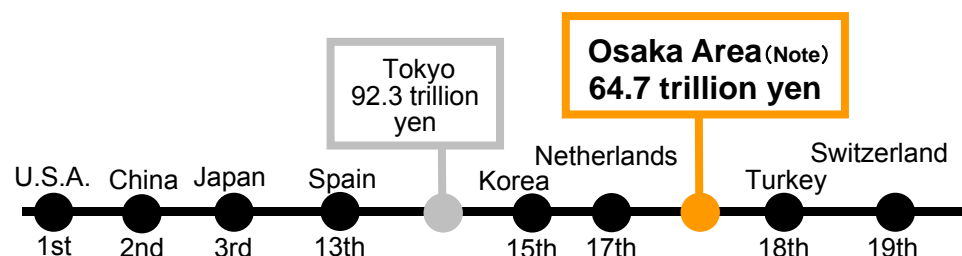 Tokyo
92.3 trillion
yen
Osaka Area(Note)
64.7 trillion yen
U.S.A. China Japan Spain Korea Netherlands Turkey Switzerland
1st 2nd 3rd 13th 15th 17th 18th 19th